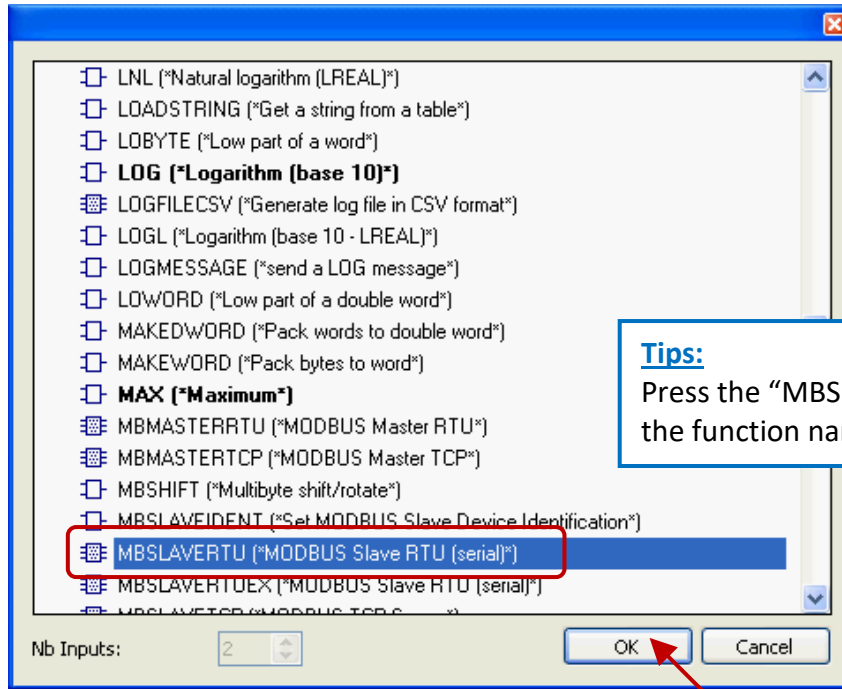 LNL (*Natural logarithm (LREAL)*)
LOADSTRING (*Get a string from a table*)
LOBYTE (*Low part of a word*)
LOG (*Logarithm (base 10)*)
LOGFILECSV (*Generate log file in CSV format*)
LOGL (*Logarithm (base 10 - LREAL)*)
LOGMESSAGE (*send a LOG message*)
LOWORD (*Low part of a double word*)
MAKEDWORD (*Pack words to double word*)
MAKEWORD (*Pack bytes to word*)
MAX (*Maximum*)
MBMASTERRTU (*MODBUS Master RTU*)
MBMASTERTCP (*MODBUS Master TCP*)
MBSHIFT (*Multibyte shift/rotate*)
MBSLAVEIDENT (*Set MODBUS Slave Device Identification*)
MBSLAVERTU (*MODBUS Slave RTU (serial)*)
MBSLAVERTUEX (*MODBUS Slave RTU (serial)*)
MBSLAVETCP (*MODBUS TCP
Tips:
Press the “MBS
the function
Nb Inputs:
2
OK
Cancel